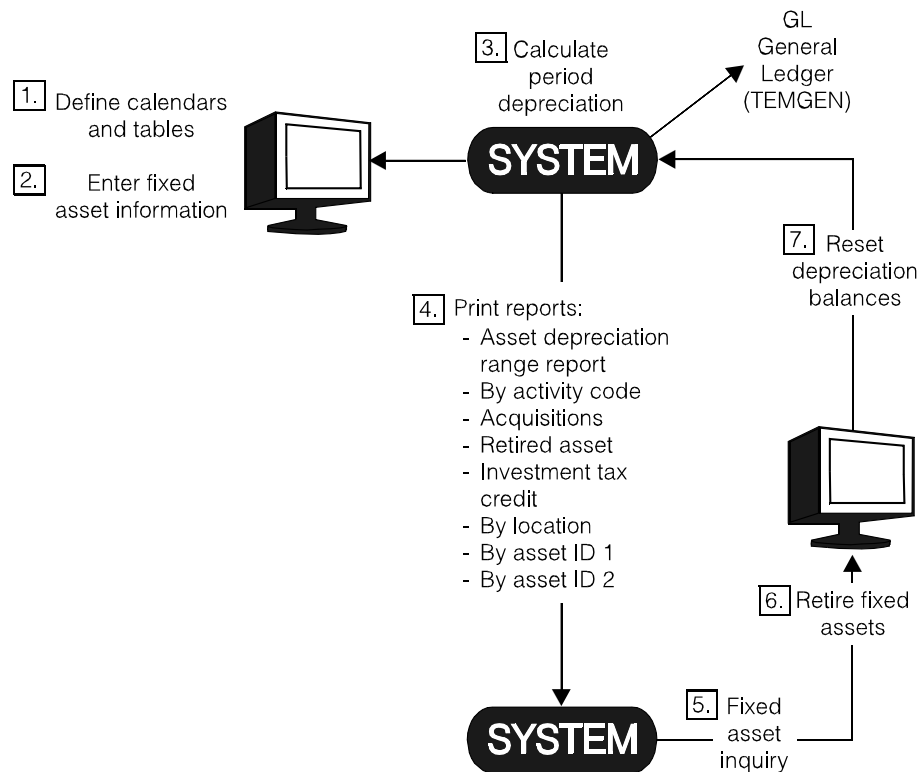 1. Define calendars
and tables
2. Enter fixed
asset information
3. Calculate
period
depreciation
SYSTEM
GL
General
Ledger
(TEMGEN)
4. Print reports:
- Asset depreciation
range report
- By activity code
- Acquisitions
- Retired asset
- Investment tax
credit
- By location
- By asset ID 1
- By asset ID 2
SYSTEM
5. Fixed
asset
inquiry
6. Retire fixed
assets
7. Reset
depreciation
balances